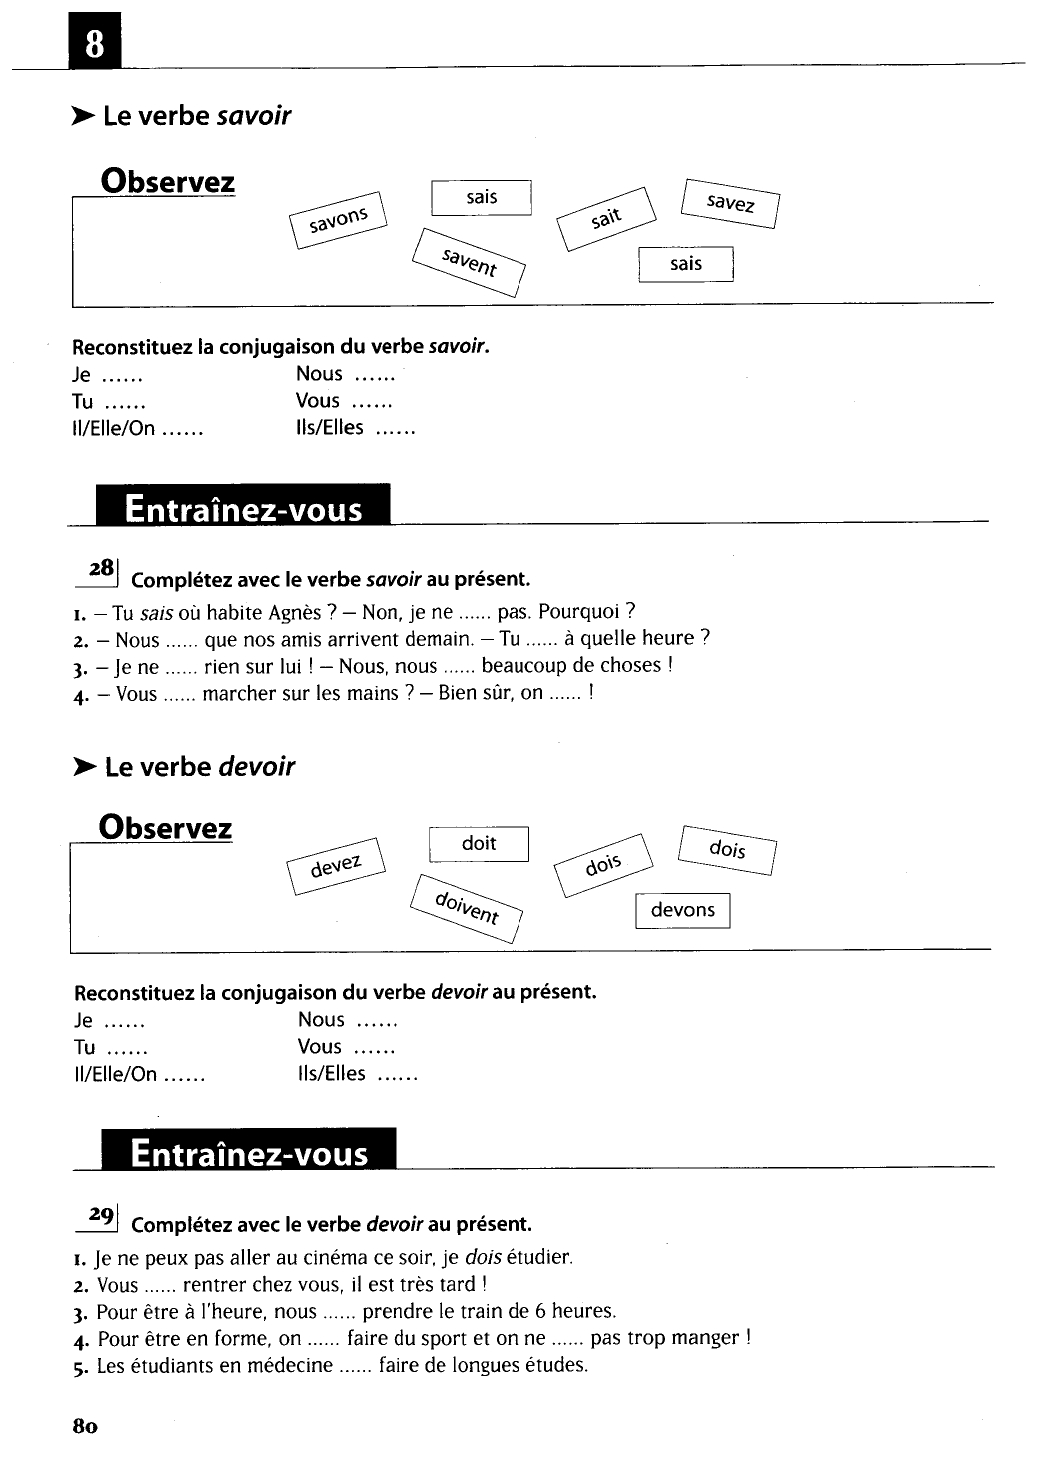 8
➤ Le verbe savoir
Observez
savons
sais
sait
savez
savent
sais
Reconstituez la conjugaison du verbe savoir.
Je ...... Nous ......
Tu ...... Vous ......
Il/Elle/On ...... Ils/Elles ......
Entraînez-vous
28 Complétez avec le verbe savoir au présent.
1. – Tu sais où habite Agnès ? – Non, je ne ...... pas. Pourquoi ?
2. – Nous ...... que nos amis arrivent demain. – Tu ...... à quelle heure ?
3. – Je ne ...... rien sur lui ! – Nous, nous ...... beaucoup de choses !
4. – Vous ...... marcher sur les mains ? – Bien sûr, on ...... !
➤ Le verbe devoir
Observez
devez
doit
dois
dois
doivent
devons
Reconstituez la conjugaison du verbe devoir au présent.
Je ...... Nous ......
Tu ...... Vous ......
Il/Elle/On ...... Ils/Elles ......
Entraînez-vous
29 Complétez avec le verbe devoir au présent.
1. Je ne peux pas aller au cinéma ce soir, je dois étudier.
2. Vous ...... rentrer chez vous, il est très tard !
3. Pour être à l'heure, nous ...... prendre le train de 6 heures.
4. Pour être en forme, on ...... faire du sport et on ne ...... pas trop manger !
5. Les étudiants en médecine ...... faire de longues études.
80